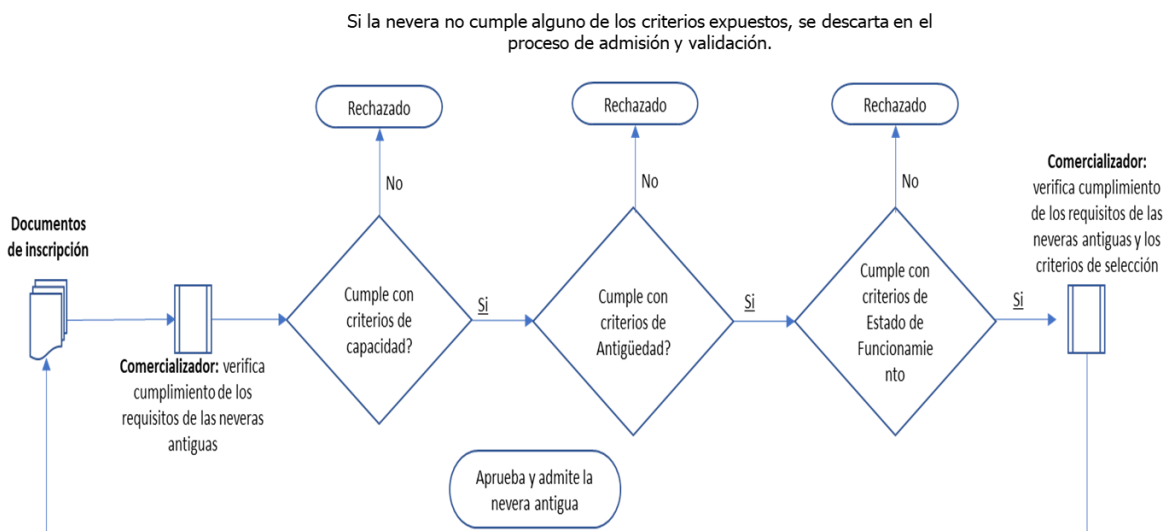 Si la nevera no cumple alguno de los criterios expuestos, se descarta en el
proceso de admisión y validación.
Rechazado
Rechazado
Rechazado
No
No
No
Documentos
de inscripción
Comercializador: verifica
cumplimiento de los
requisitos de las neveras
antiguas
Cumple con
criterios de
capacidad?
Si
Cumple con
criterios de
Antigüedad?
Si
Cumple con
criterios de
Estado de
Funcionamie
nto
Si
Comercializador:
verifica cumplimiento
de los requisitos de las
neveras antiguas y los
criterios de selección
Aprueba y admite la
nevera antigua